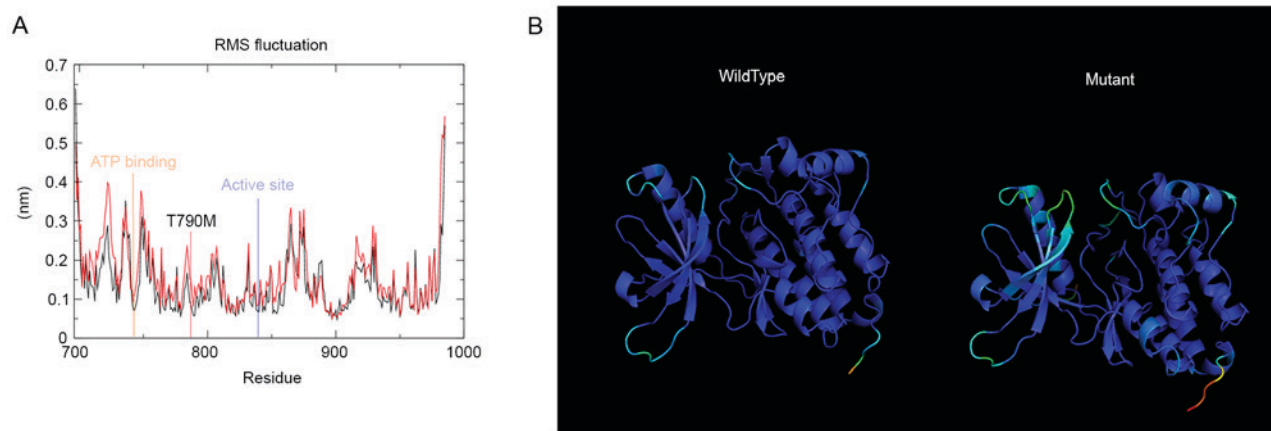 A
RMS fluctuation
0.7
0.6
0.5
0.4
0.3
0.2
0.1
0
(nm)
ATP binding
T790M
Active site
700
800
900
1000
Residue
B
WildType
Mutant